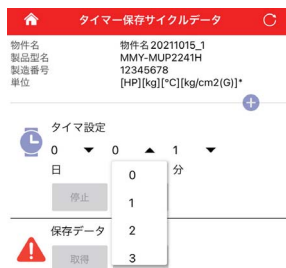 タイマー保存サイクルデータ
物件名 物件名20211015_1
製品型名 MMY-MUP2241H
製造番号 12345678
単位 [HP][kg][°C][kg/cm2(G)]*
タイマ設定
0 0 1
日 分
0
停止
1
保存データ
2
取得
3